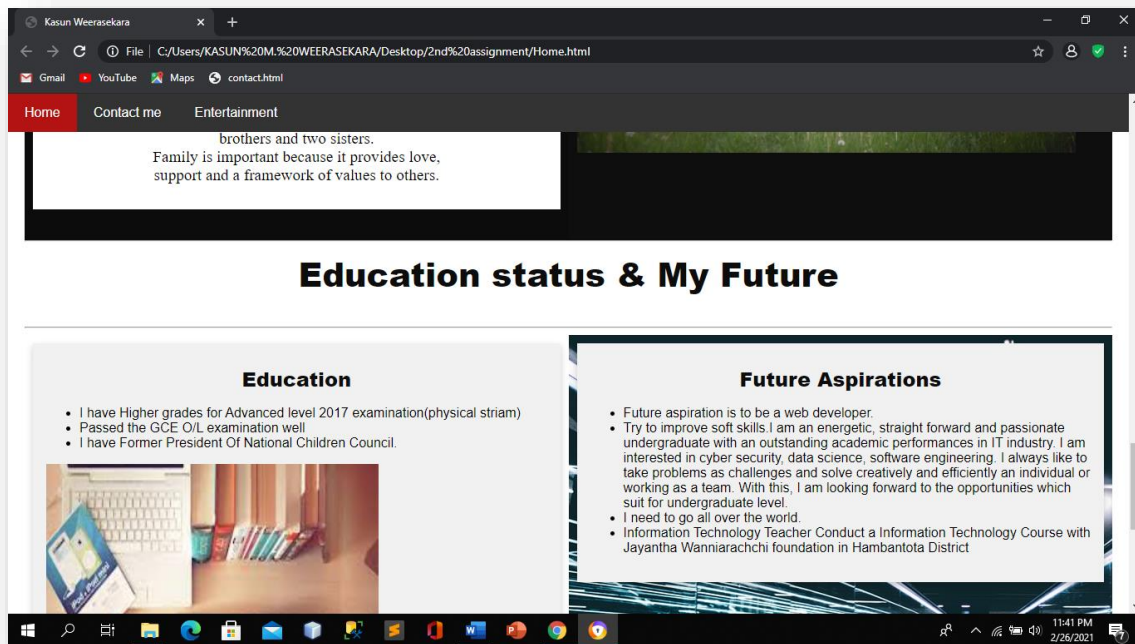 Kasun Weerasekara
File | C:/Users/KASUN%20M.%20WEERASEKARA/Desktop/2nd%20assignment/Home.html
Gmail YouTube Maps contact.html
Home Contact me Entertainment
brothers and two sisters.
Family is important because it provides love,
support and a framework of values to others.
Education status & My Future
Education
• I have Higher grades for Advanced level 2017 examination(physical striam)
• Passed the GCE O/L examination well
• I have Former President Of National Children Council.
Future Aspirations
• Future aspiration is to be a web developer.
• Try to improve soft skills.I am an energetic, straight forward and passionate
undergraduate with an outstanding academic performances in IT industry. I am
interested in cyber security, data science, software engineering. I always like to
take problems as challenges and solve creatively and efficiently an individual or
working as a team. With this, I am looking forward to the opportunities which
suit for undergraduate level.
• I need to go all over the world.
• Information Technology Teacher Conduct a Information Technology Course with
Jayantha Wanniarachchi foundation in Hambantota District
11:41 PM
2/26/2021